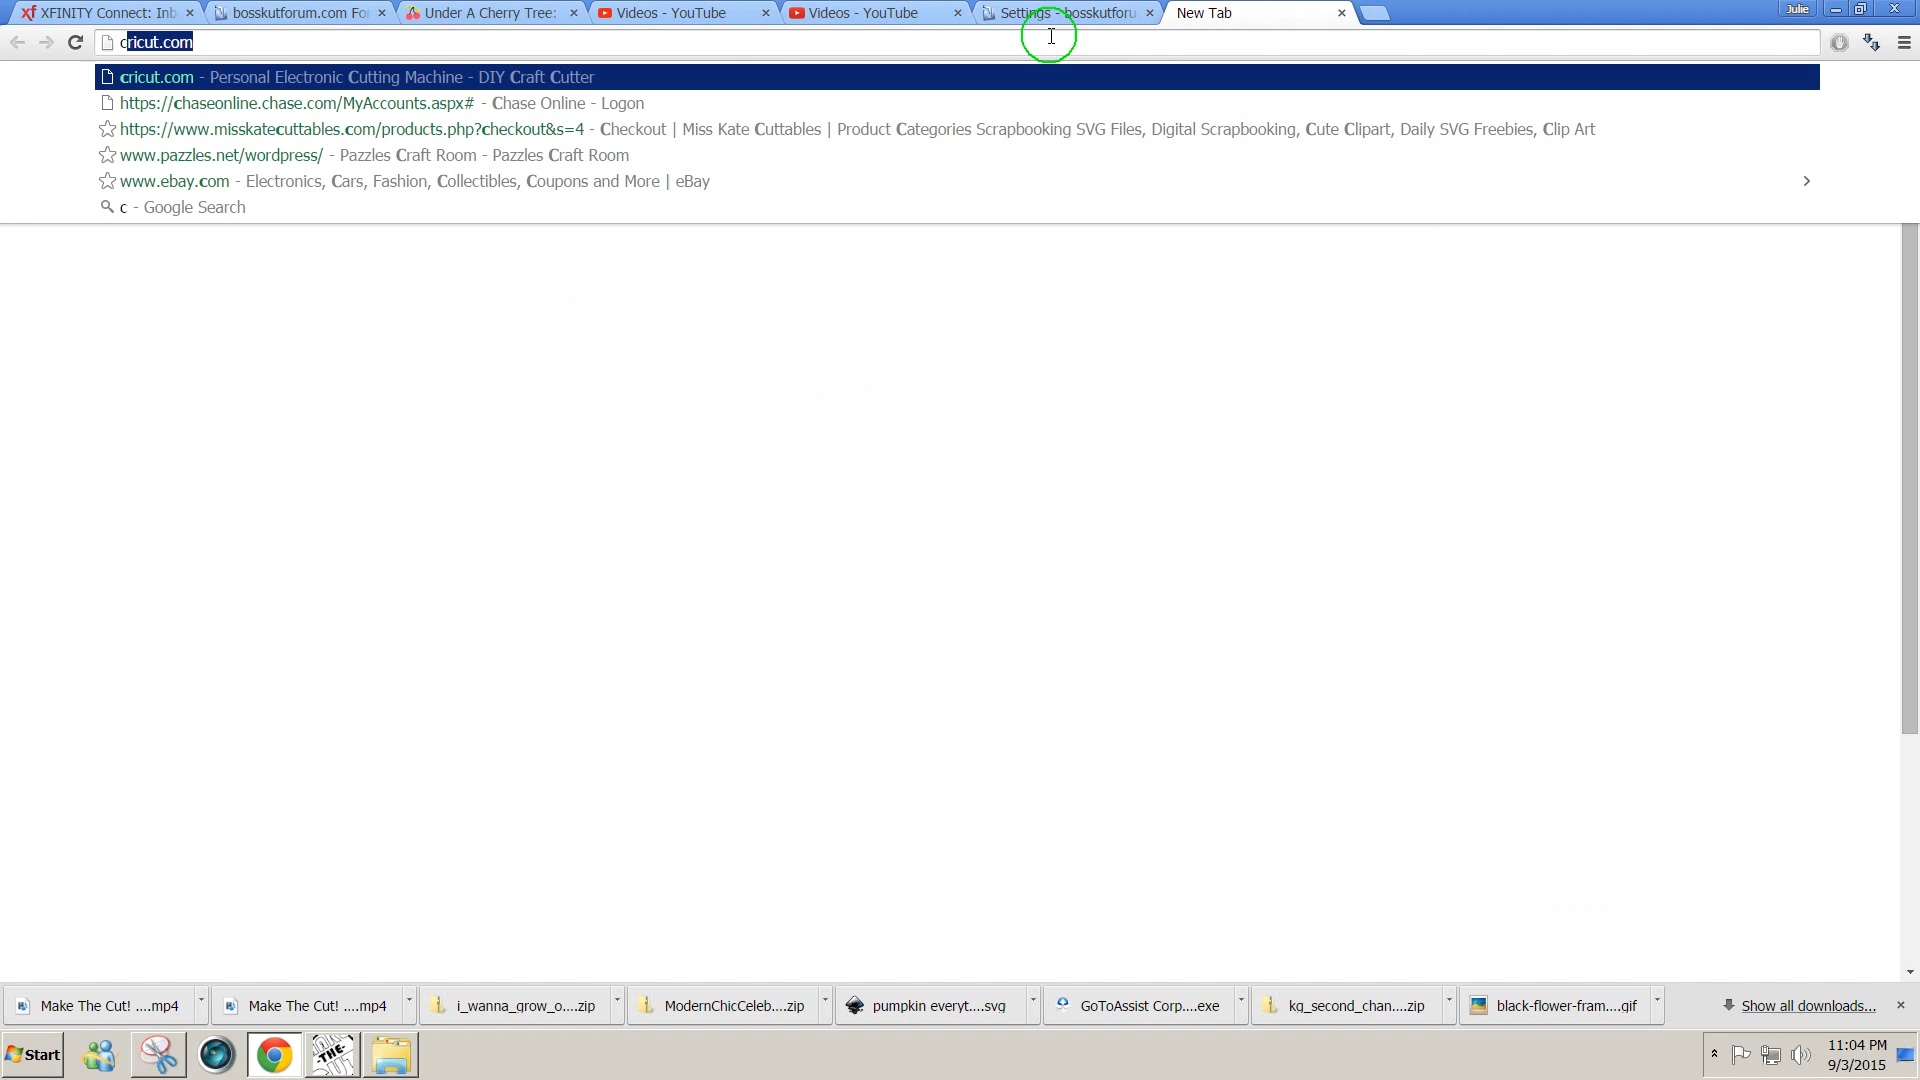 XFINITY Connect: Inb
bosskutforum.com For
Under A Cherry Tree:
Videos - YouTube
Videos - YouTube
Settings - bosskutforu
New Tab
Julie
cricut.com
cricut.com - Personal Electronic Cutting Machine - DIY Craft Cutter
https://chaseonline.chase.com/MyAccounts.aspx# - Chase Online - Logon
https://www.misskatecuttables.com/products.php?checkout&s=4 - Checkout | Miss Kate Cuttables | Product Categories Scrapbooking SVG Files, Digital Scrapbooking, Cute Clipart, Daily SVG Freebies, Clip Art
www.pazzles.net/wordpress/ - Pazzles Craft Room - Pazzles Craft Room
www.ebay.com - Electronics, Cars, Fashion, Collectibles, Coupons and More | eBay
c - Google Search
Make The Cut! ....mp4
Make The Cut! ....mp4
i_wanna_grow_o....zip
ModernChicCeleb....zip
pumpkin everyt....svg
GoToAssist Corp....exe
kg_second_chan....zip
black-flower-fram....gif
Show all downloads...
Start
-THE-
11:04 PM
9/3/2015